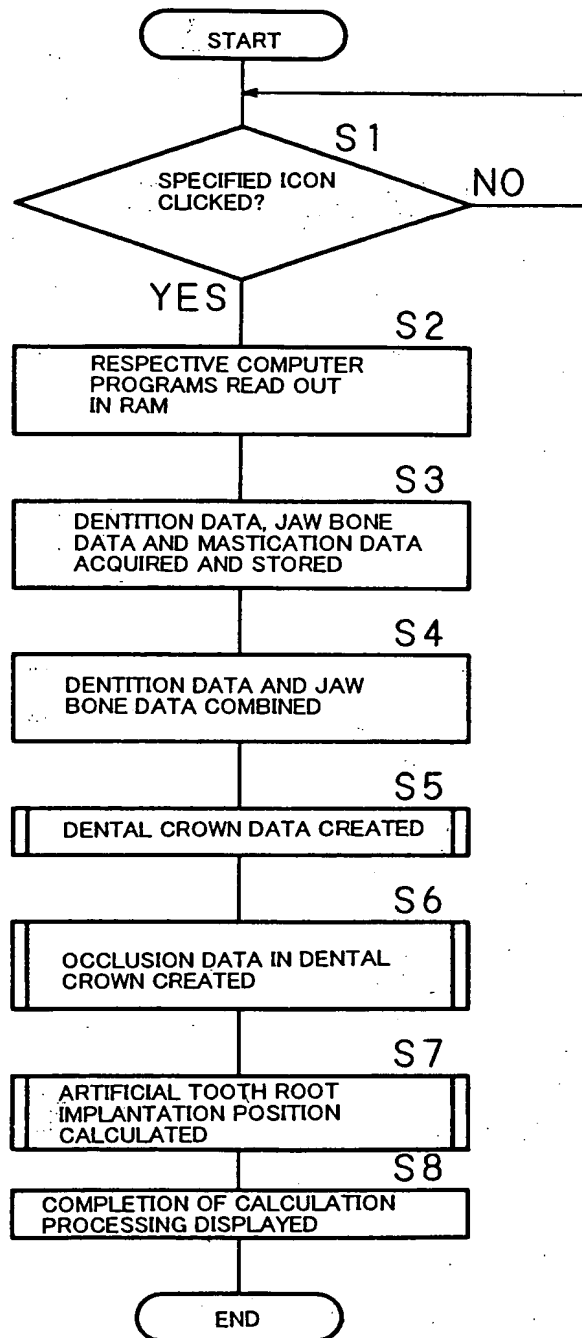 START
S1
SPECIFIED ICON
CLICKED?
NO
YES
S2
RESPECTIVE COMPUTER
PROGRAMS READ OUT
IN RAM
S3
DENTITION DATA, JAW BONE
DATA AND MASTICATION DATA
ACQUIRED AND STORED
S4
DENTITION DATA AND JAW
BONE DATA COMBINED
S5
DENTAL CROWN DATA CREATED
S6
OCCLUSION DATA IN DENTAL
CROWN CREATED
S7
ARTIFICIAL TOOTH ROOT
IMPLANTATION POSITION
CALCULATED
S8
COMPLETION OF CALCULATION
PROCESSING DISPLAYED
END